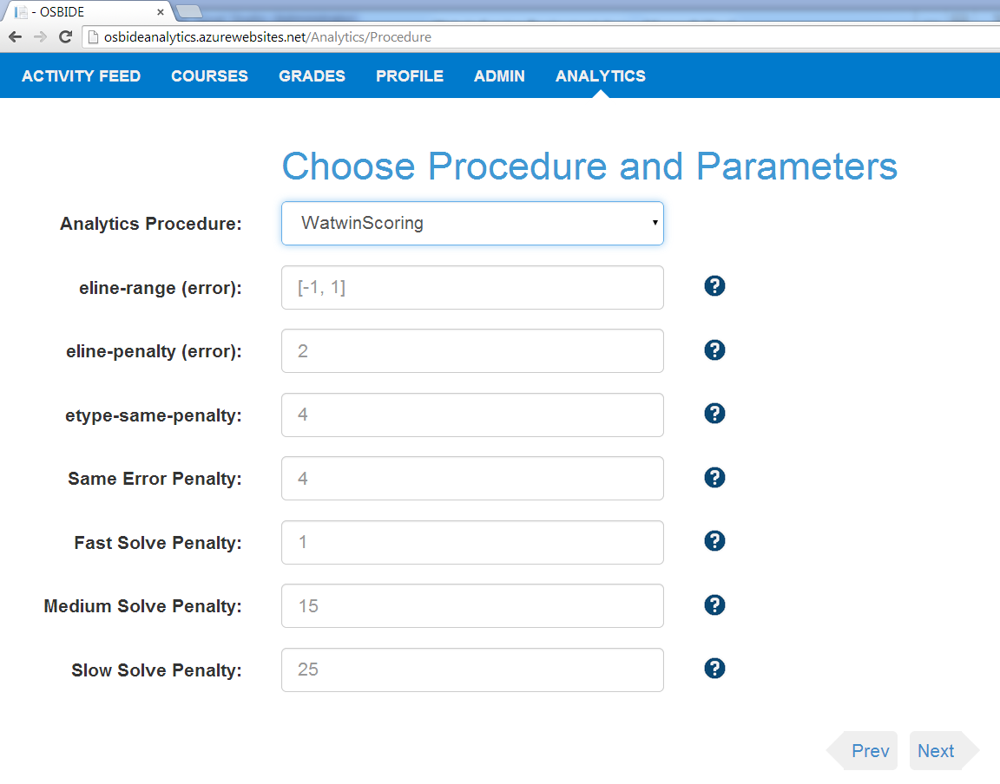 - OSBIDE
osbideanalytics.azurewebsites.net/Analytics/Procedure
ACTIVITY FEED COURSES GRADES PROFILE ADMIN ANALYTICS
Choose Procedure and Parameters
Analytics Procedure: WatwinScoring
eline-range (error): [-1, 1] ?
eline-penalty (error): 2 ?
etype-same-penalty: 4 ?
Same Error Penalty: 4 ?
Fast Solve Penalty: 1 ?
Medium Solve Penalty: 15 ?
Slow Solve Penalty: 25 ?
Prev Next